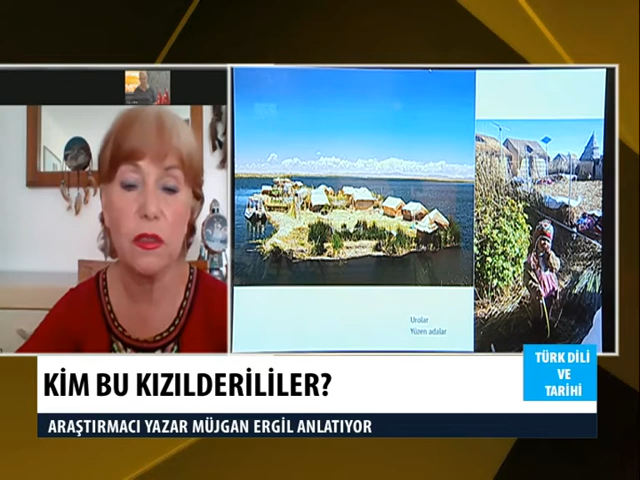 Urolar
Yüzen adalar
KİM BU KIZILDERİLİLER?
TÜRK DİLİ
VE
TARİHİ
ARAŞTIRMACI YAZAR MÜJGAN ERGİL ANLATIYOR